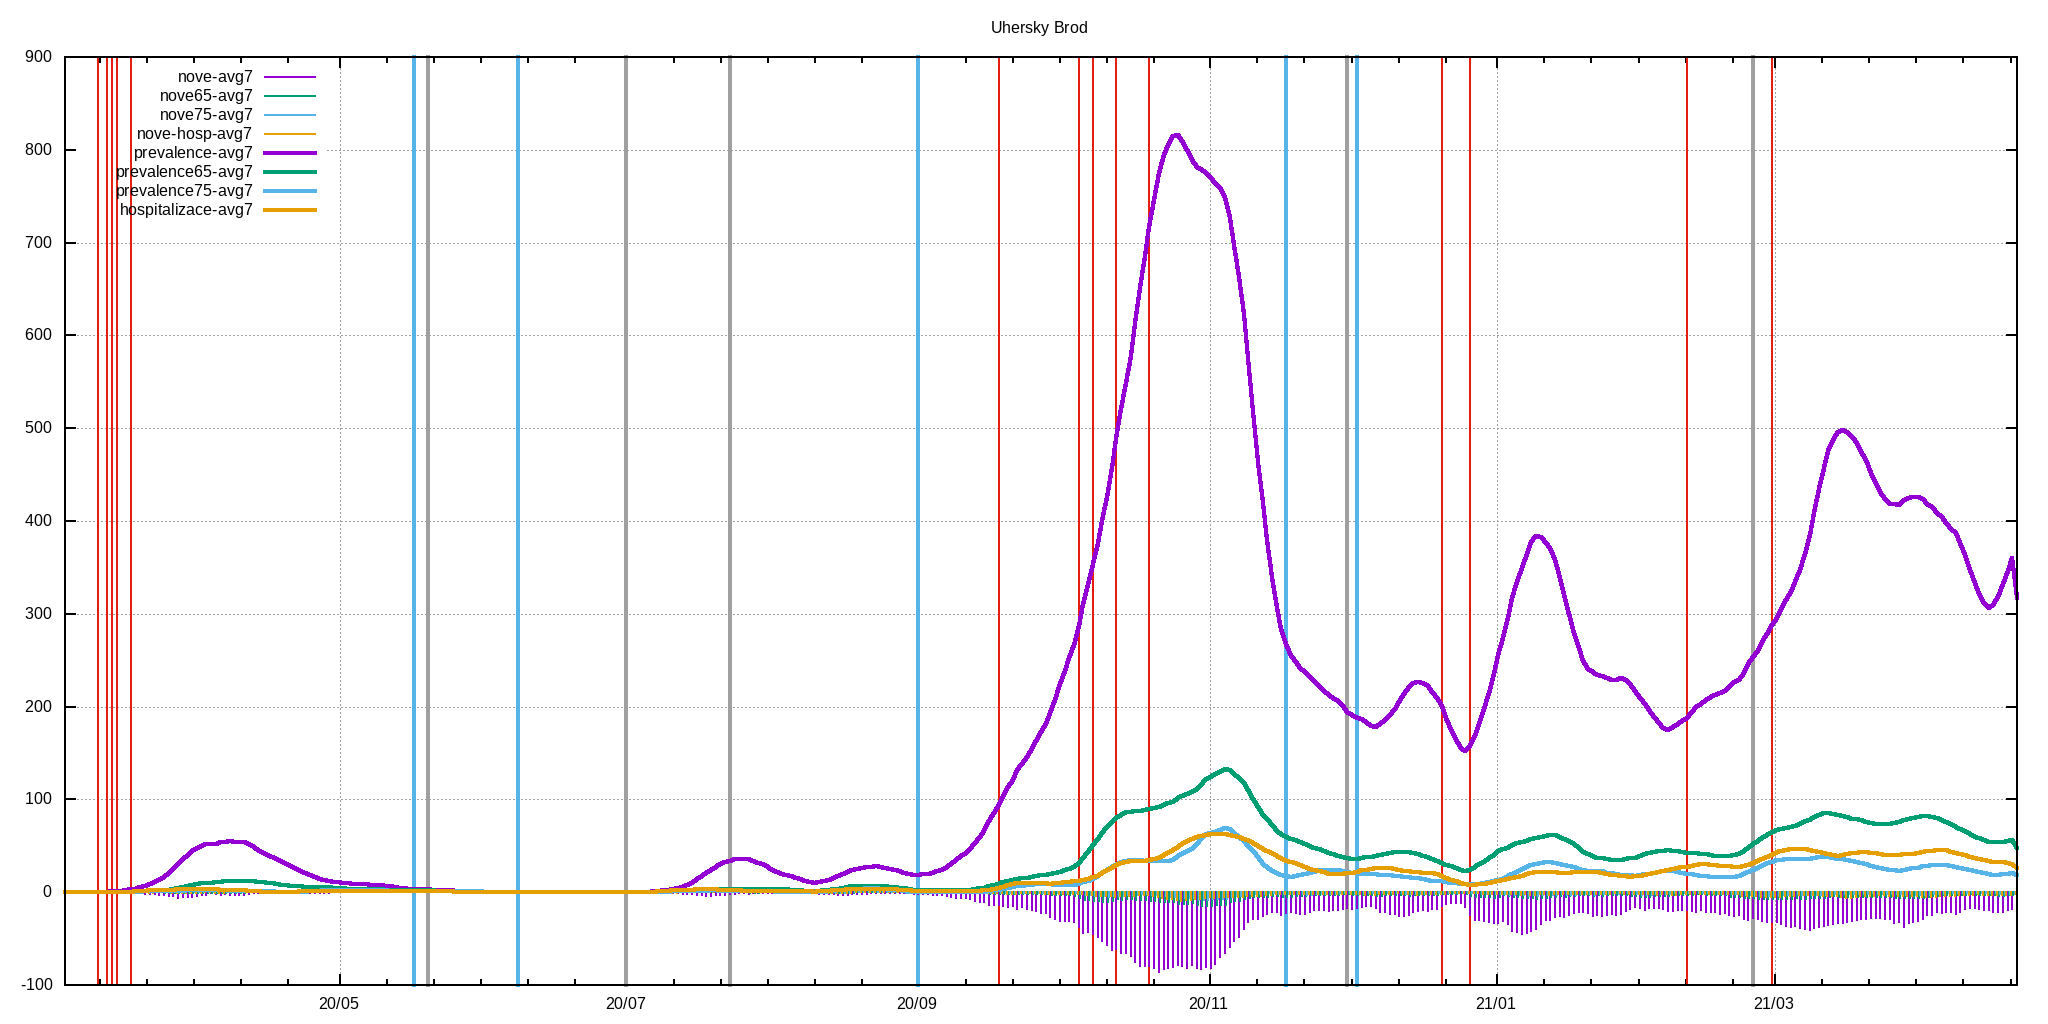 Uhersky Brod
900
800
700
600
500
400
300
200
100
0
-100
nove-avg7
nove65-avg7
nove75-avg7
nove-hosp-avg7
prevalence-avg7
prevalence65-avg7
prevalence75-avg7
hospitalizace-avg7
20/05 20/07 20/09 20/11 21/01 21/03